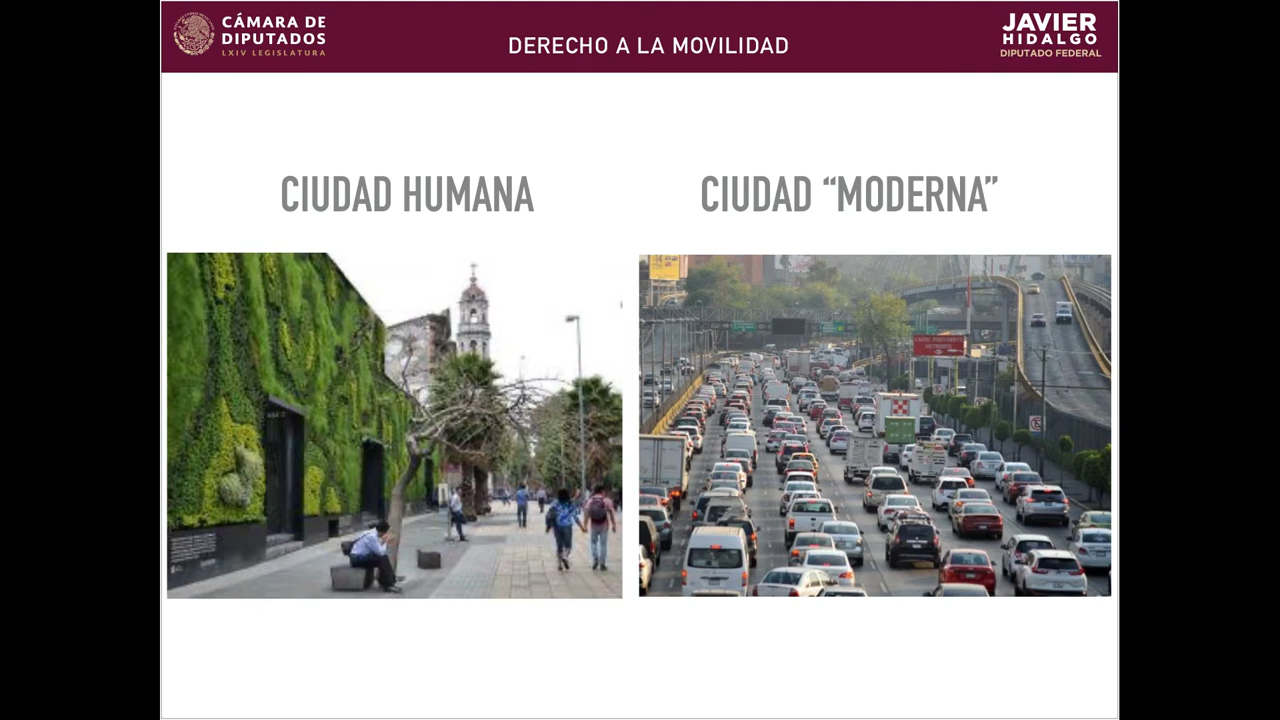 CÁMARA DE
DIPUTADOS
LXIV LEGISLATURA
DERECHO A LA MOVILIDAD
JAVIER
HIDALGO
DIPUTADO FEDERAL
CIUDAD HUMANA
CIUDAD “MODERNA”